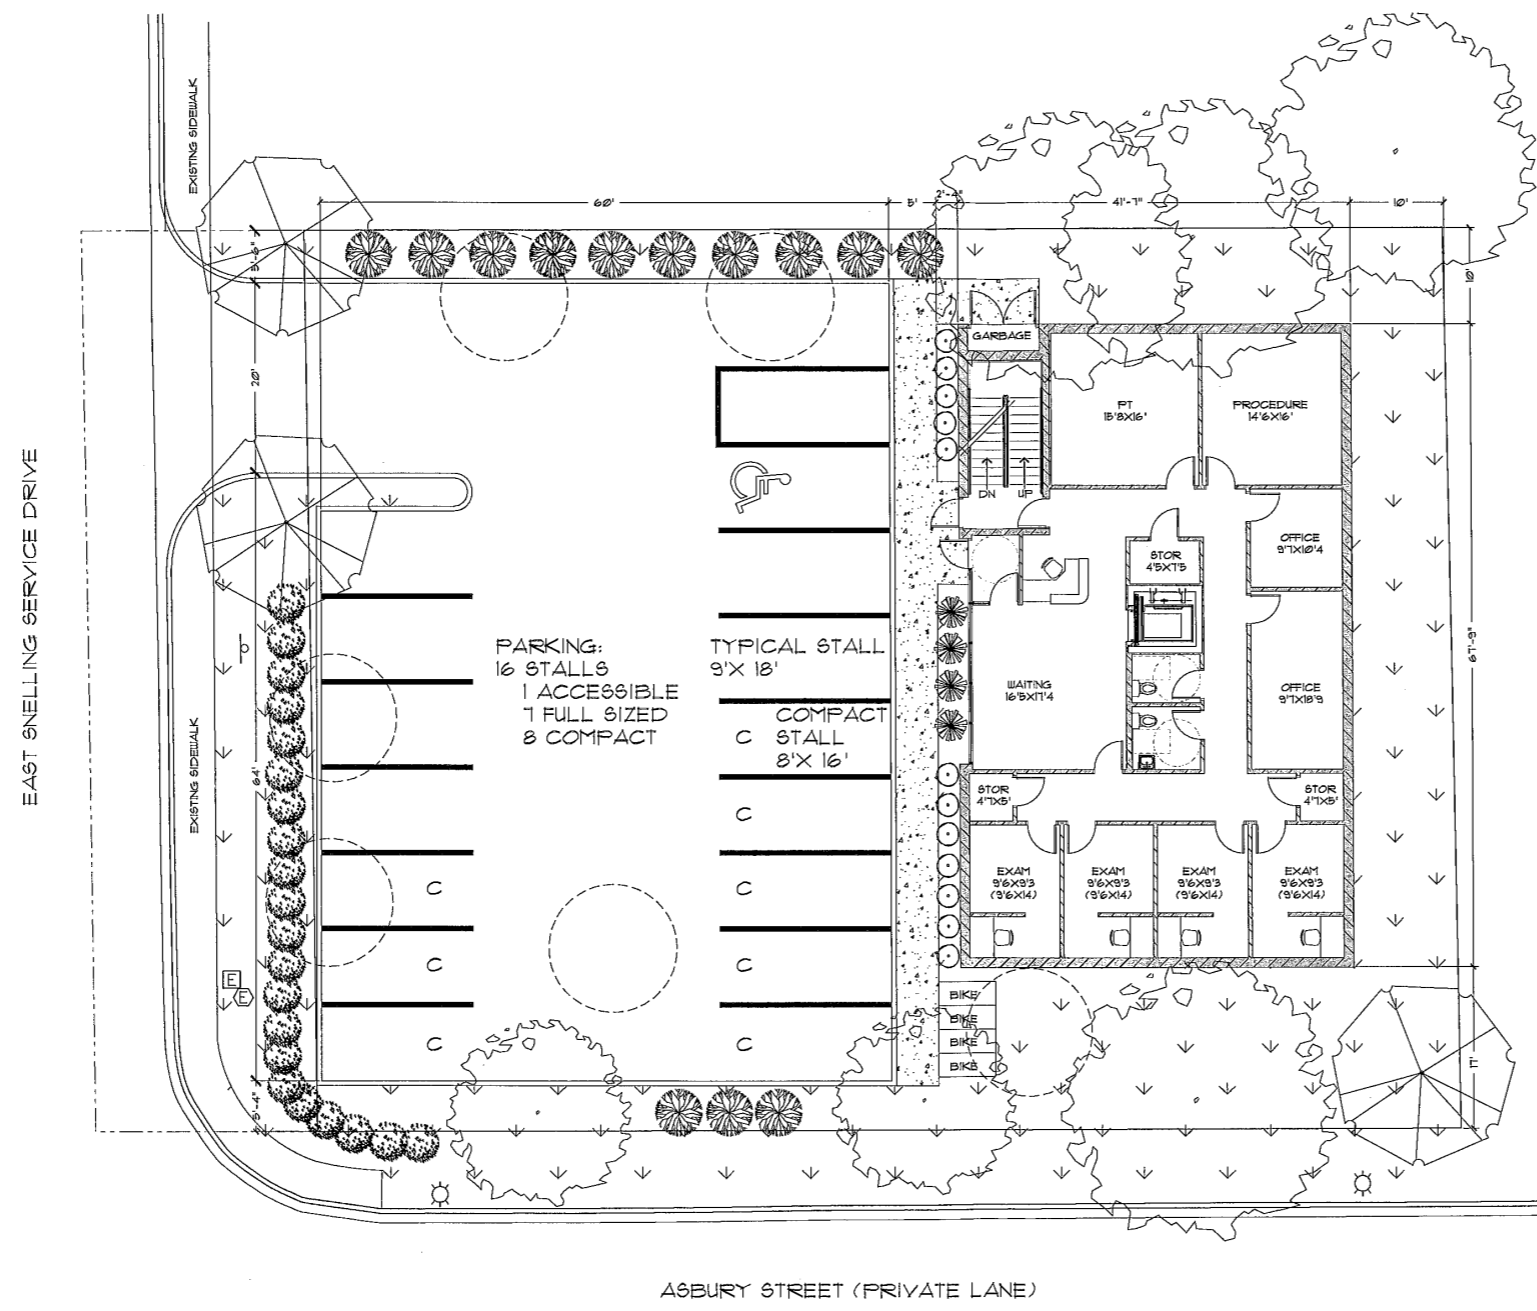 EXISTING SIDEWALK
60'
5'
2'-4"
41'-7"
10'
5'-6"
10'
GARBAGE
20'
PT
15'8X16'
PROCEDURE
14'6X16'
DN
UP
EAST SNELLING SERVICE DRIVE
OFFICE
9'7X10'4
STOR
4'5X7'5
PARKING:
16 STALLS
1 ACCESSIBLE
7 FULL SIZED
8 COMPACT
TYPICAL STALL
9'X 18'
COMPACT
STALL
8'X 16'
C
WAITING
16'5X17'4
OFFICE
9'7X18'9
67'-9"
EXISTING SIDEWALK
64'
STOR
4'7X5'
STOR
4'7X5'
C
C
C
EXAM
9'6X9'3
(9'6X14)
EXAM
9'6X9'3
(9'6X14)
EXAM
9'6X9'3
(9'6X14)
EXAM
9'6X9'3
(9'6X14)
C
C
E
E
BIKE
BIKE
BIKE
BIKE
C
C
17'
5'-4"
ASBURY STREET (PRIVATE LANE)